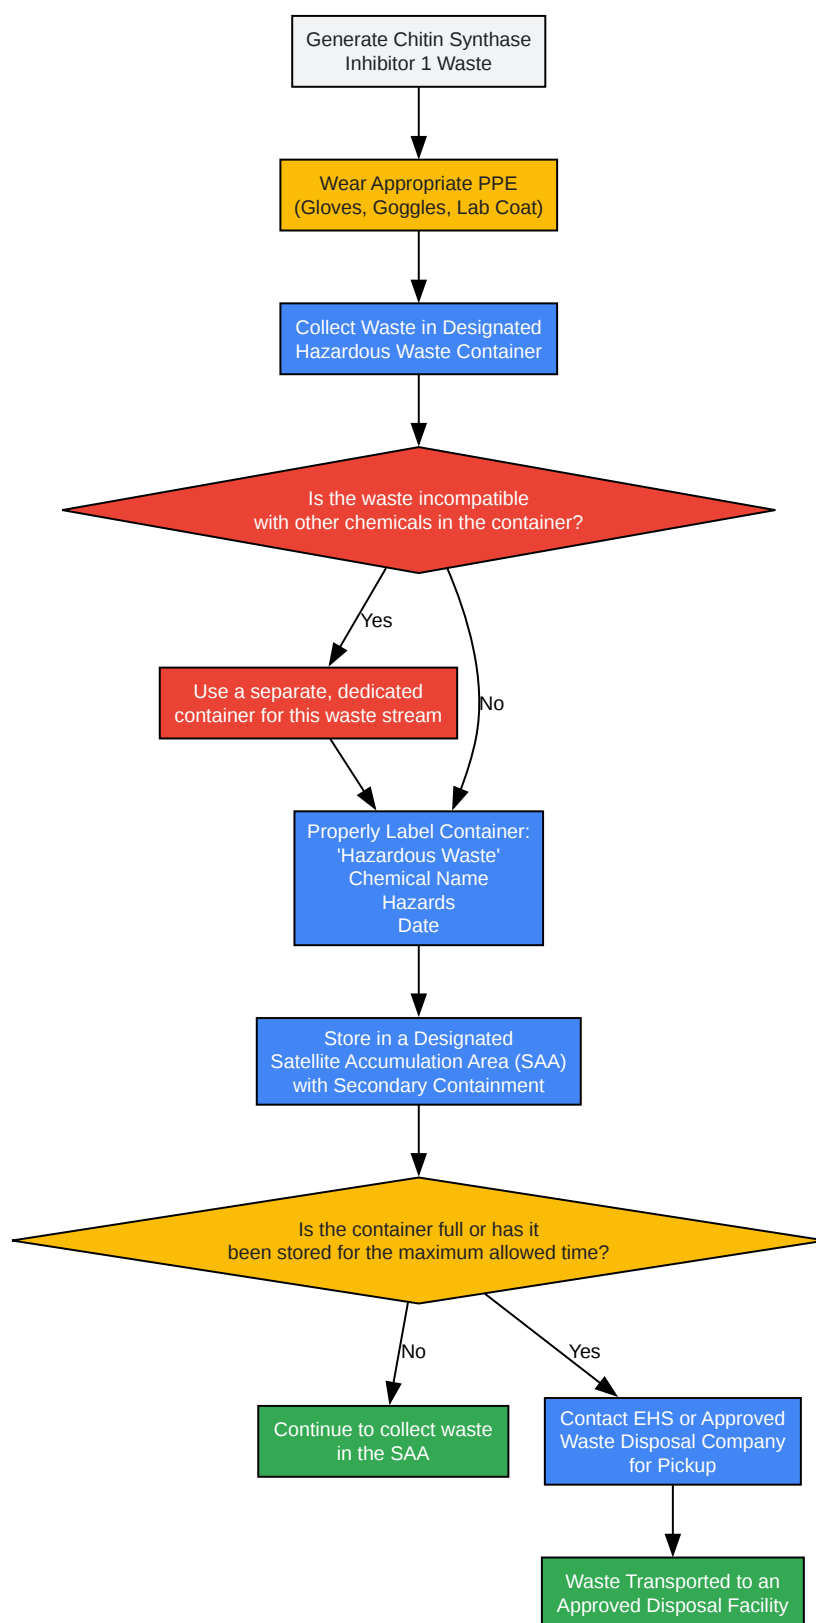 Generate Chitin Synthase
Inhibitor 1 Waste
Wear Appropriate PPE
(Gloves, Goggles, Lab Coat)
Collect Waste in Designated
Hazardous Waste Container
Is the waste incompatible
with other chemicals in the container?
Yes
Use a separate, dedicated
container for this waste stream
No
Properly Label Container:
'Hazardous Waste'
Chemical Name
Hazards
Date
Store in a Designated
Satellite Accumulation Area (SAA)
with Secondary Containment
Is the container full or has it
been stored for the maximum allowed time?
No
Yes
Continue to collect waste
in the SAA
Contact EHS or Approved
Waste Disposal Company
for Pickup
Waste Transported to an
Approved Disposal Facility